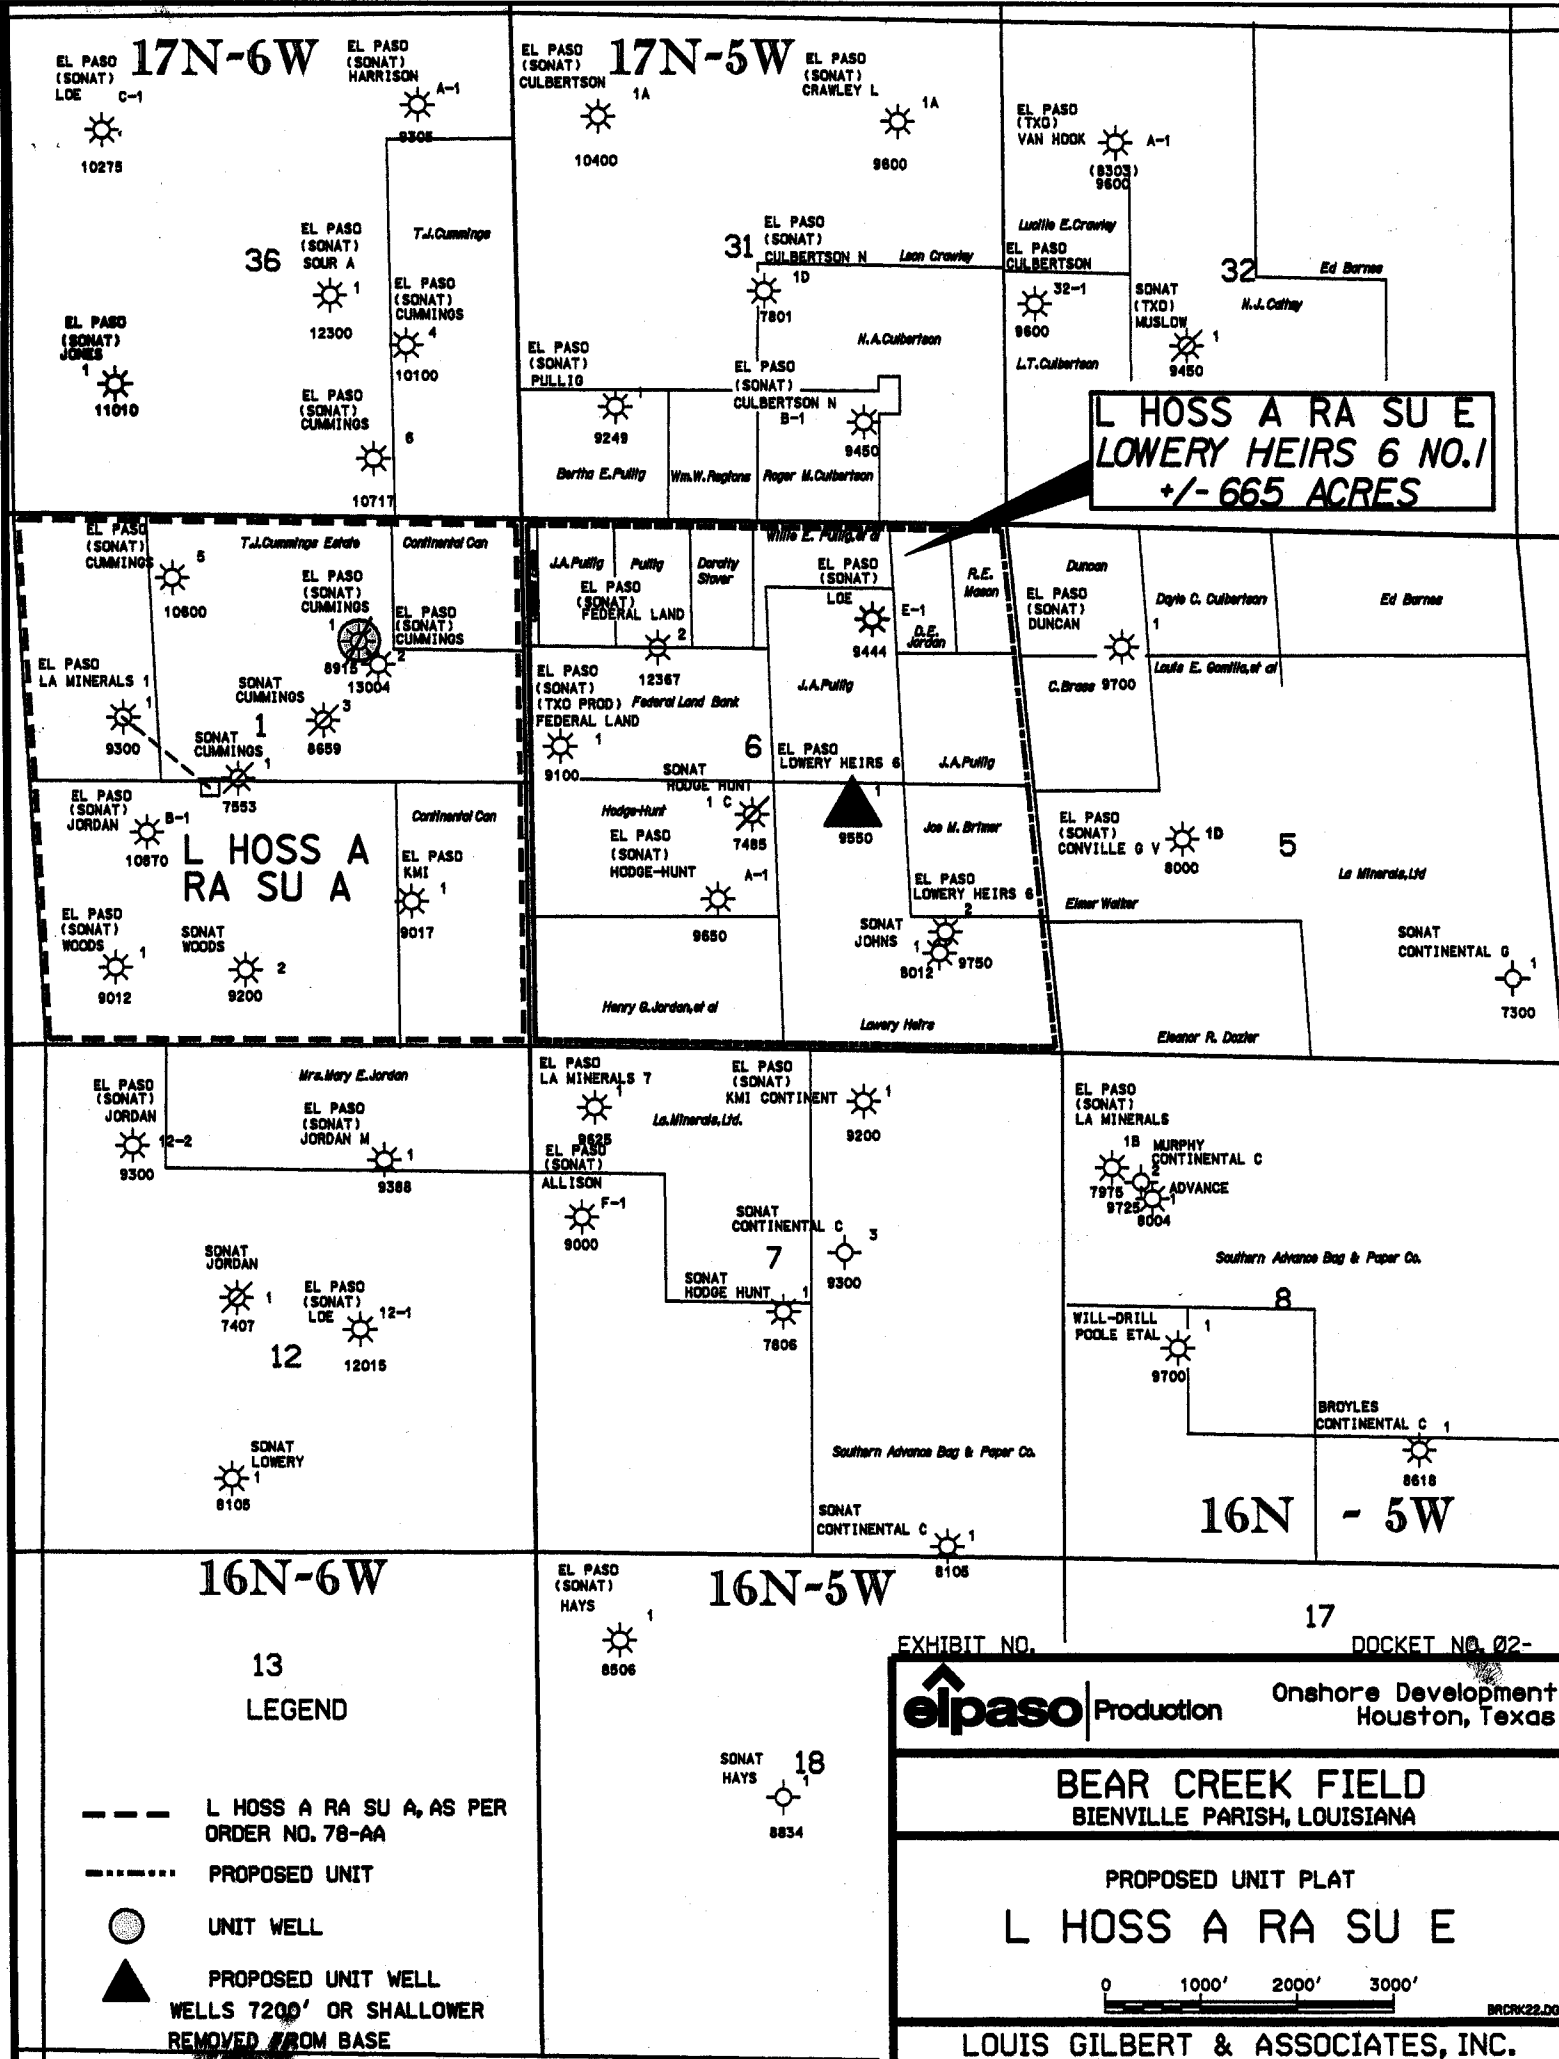 17N-6W
17N-5W
EL PASO
(SONAT)
LOE
C-1
10275
EL PASO
(SONAT)
HARRISON
A-1
9305
EL PASO
(SONAT)
CULBERTSON
1A
10400
EL PASO
(SONAT)
CRAWLEY L
1A
9600
EL PASO
(TXO)
VAN HOOK
A-1
(8303)
9600
36
EL PASO
(SONAT)
SOUR A
1
12300
T.J.Cummings
EL PASO
(SONAT)
CUMMINGS
4
10100
EL PASO
(SONAT)
JONES
1
11010
EL PASO
(SONAT)
CUMMINGS
6
10717
31
EL PASO
(SONAT)
CULBERTSON N
1D
7801
Leon Crawley
N.A.Culbertson
EL PASO
(SONAT)
PULLIG
1
9249
EL PASO
(SONAT)
CULBERTSON N
B-1
9450
Bertha E.Pullig
Wm.W.Regions
Roger M.Culbertson
Lucille E.Crawley
EL PASO
CULBERTSON
32-1
9600
L.T.Culbertson
SONAT
(TXO)
MUSLOW
1
9450
32
Ed Barnes
N.J.Cathey
L HOSS A RA SU E
LOWERY HEIRS 6 NO.1
+/- 665 ACRES
EL PASO
(SONAT)
CUMMINGS
5
10600
T.J.Cummings Estate
Continental Can
EL PASO
(SONAT)
CUMMINGS
1
8915
EL PASO
(SONAT)
CUMMINGS
2
13004
EL PASO
LA MINERALS 1
1
9300
SONAT
CUMMINGS
3
8659
1
SONAT
CUMMINGS
1
7553
EL PASO
(SONAT)
JORDAN
B-1
10870
L HOSS A
RA SU A
Continental Can
EL PASO
KMI
1
9017
EL PASO
(SONAT)
WOODS
1
9012
SONAT
WOODS
2
9200
Willie E. Pullig,et al
J.A.Pullig
Pullig
Dorothy
Stover
EL PASO
(SONAT)
FEDERAL LAND
2
12367
EL PASO
(SONAT)
LOE
E-1
9444
R.E.
Mason
D.E.
Jordan
EL PASO
(SONAT)
(TXO PROD)
FEDERAL LAND
1
9100
Federal Land Bank
J.A.Pullig
6
EL PASO
LOWERY HEIRS 6
1
9550
J.A.Pullig
SONAT
HODGE HUNT
1 C
7485
Hodge-Hunt
EL PASO
(SONAT)
HODGE-HUNT
A-1
9650
Joe M. Brimer
EL PASO
LOWERY HEIRS 6
2
9750
SONAT
JOHNS
1
8012
Henry G.Jordan,et al
Lowery Heirs
Duncan
EL PASO
(SONAT)
DUNCAN
1
9700
Doyle C. Culbertson
Ed Barnes
C.Brass
Louis E. Gomilla,et al
EL PASO
(SONAT)
CONVILLE G V
1D
8000
5
La Minerals,Ltd
Elmer Walker
SONAT
CONTINENTAL G
1
7300
Eleanor R. Dozier
EL PASO
(SONAT)
JORDAN
12-2
9300
Mrs.Mary E.Jordan
EL PASO
(SONAT)
JORDAN M
1
9388
SONAT
JORDAN
1
7407
EL PASO
(SONAT)
LOE
12-1
12015
12
SONAT
LOWERY
1
8105
EL PASO
LA MINERALS 7
1
9625
EL PASO
(SONAT)
KMI CONTINENT
1
9200
La.Minerals,Ltd.
EL PASO
(SONAT)
ALLISON
F-1
9000
SONAT
CONTINENTAL C
3
9300
7
SONAT
HODGE HUNT
1
7806
Southern Advance Bag & Paper Co.
SONAT
CONTINENTAL C
1
8105
EL PASO
(SONAT)
LA MINERALS
1B
7975
MURPHY
CONTINENTAL C
2
9725
ADVANCE
1
8004
Southern Advance Bag & Paper Co.
8
WILL-DRILL
POOLE ETAL
1
9700
BROYLES
CONTINENTAL C
1
8618
16N - 5W
16N-6W
16N-5W
EL PASO
(SONAT)
HAYS
1
8506
17
13
SONAT
HAYS
1
8834
18
LEGEND
L HOSS A RA SU A, AS PER
ORDER NO. 78-AA
PROPOSED UNIT
UNIT WELL
PROPOSED UNIT WELL
WELLS 7200' OR SHALLOWER
REMOVED FROM BASE
EXHIBIT NO.
DOCKET NO. 02-
elpaso Production
Onshore Development
Houston, Texas
BEAR CREEK FIELD
BIENVILLE PARISH, LOUISIANA
PROPOSED UNIT PLAT
L HOSS A RA SU E
0 1000' 2000' 3000'
BRCRK22.DG
LOUIS GILBERT & ASSOCIATES, INC.